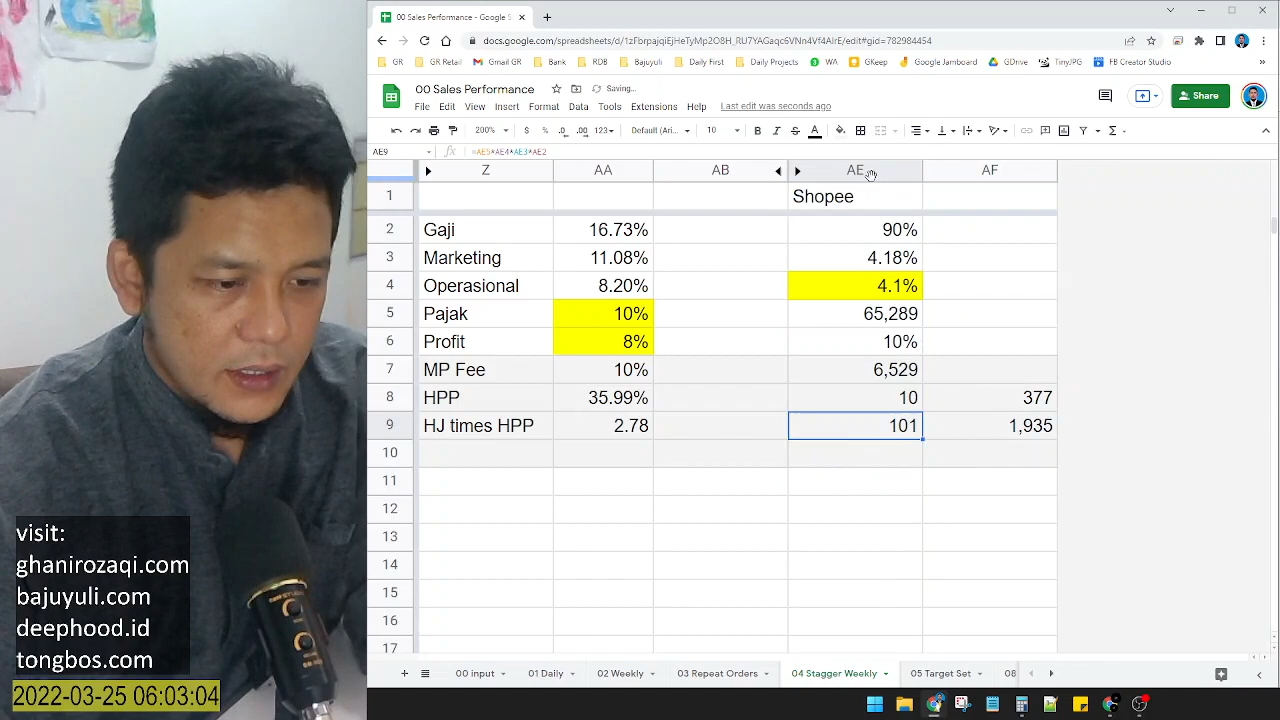 00 Sales Performance - Google S
docs.google.com/spreadsheets/d/1zFbrpajqiEjHeTyMp2O8H_RU7YAGaqc6VNn4Vf4AIrE/edit#gid=782984454
GR GR Retail Gmail GR Bank RDB Bajuyuli Daily First Daily Projects WA GKeep Google Jamboard GDrive TinyJPG FB Creator Studio
00 Sales Performance Saving...
File Edit View Insert Format Data Tools Extensions Help Last edit was seconds ago
Share
200% $ % .0 .00 123 Default (Ari... 10 B I S A
AE9 fx =AE5*AE4*AE3*AE2
Z AA AB AE AF
1 Shopee
2 Gaji 16.73% 90%
3 Marketing 11.08% 4.18%
4 Operasional 8.20% 4.1%
5 Pajak 10% 65,289
6 Profit 8% 10%
7 MP Fee 10% 6,529
8 HPP 35.99% 10 377
9 HJ times HPP 2.78 101 1,935
10
11
12
13
14
15
16
17
00 input 01 Daily 02 Weekly 03 Repeat Orders 04 Stagger Weekly 05 Target Set 08
visit:
ghanirozaqi.com
bajuyuli.com
deephood.id
tongbos.com
2022-03-25 06:03:04